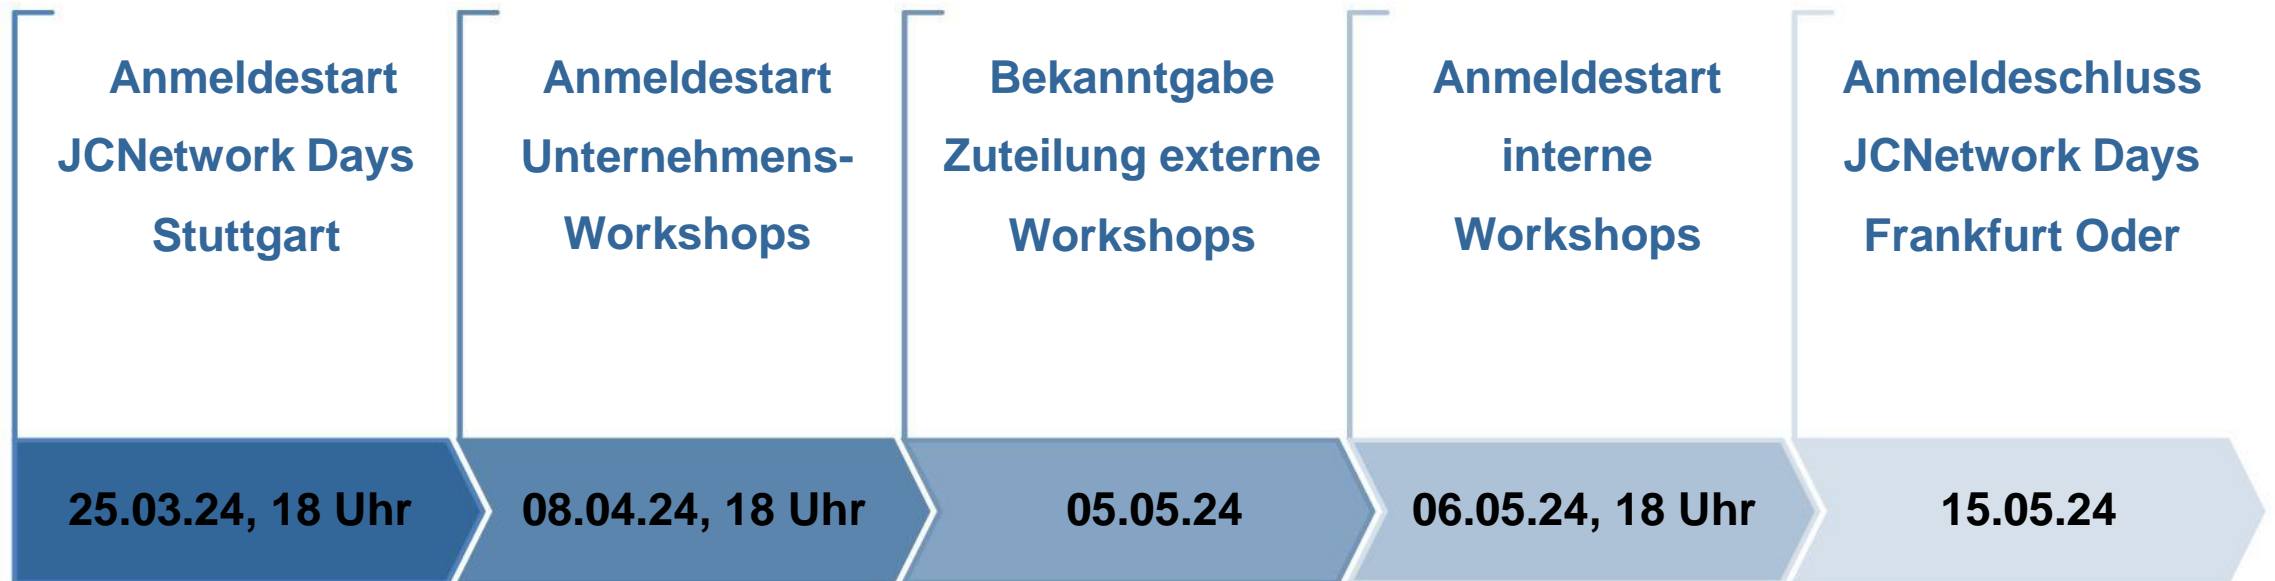 Anmeldestart
JCNetwork Days
Stuttgart
25.03.24, 18 Uhr
Anmeldestart
Unternehmens-
Workshops
08.04.24, 18 Uhr
Bekanntgabe
Zuteilung externe
Workshops
05.05.24
Anmeldestart
interne
Workshops
06.05.24, 18 Uhr
Anmeldeschluss
JCNetwork Days
Frankfurt Oder
15.05.24